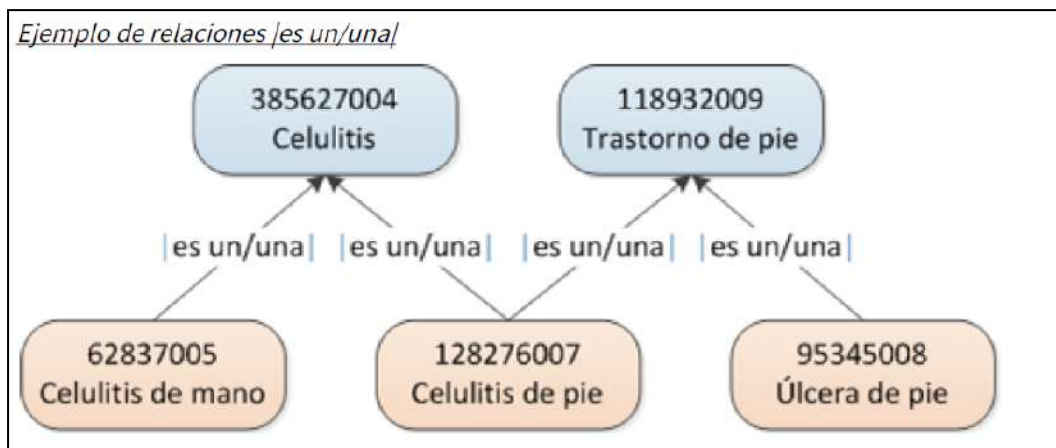 Ejemplo de relaciones |es un/una|
385627004
Celulitis
118932009
Trastorno de pie
|es un/una| |es un/una| |es un/una| |es un/una|
62837005
Celulitis de mano
128276007
Celulitis de pie
95345008
Úlcera de pie